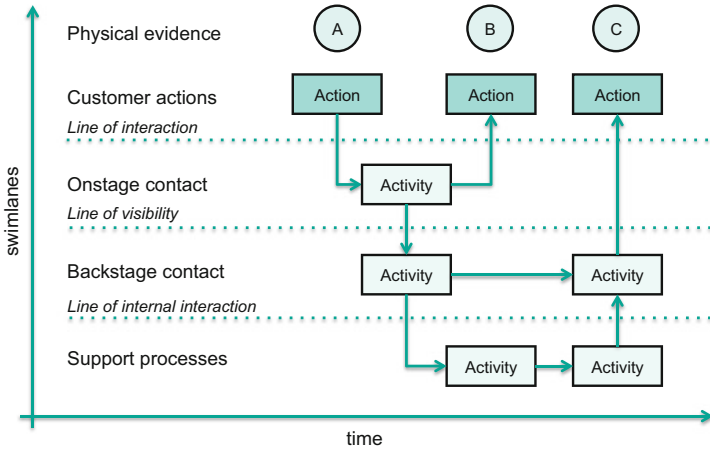 Physical evidence
A
B
C
Customer actions
Action
Action
Action
Line of interaction
Onstage contact
Activity
Line of visibility
Backstage contact
Activity
Activity
Line of internal interaction
Support processes
Activity
Activity
swimlanes
time